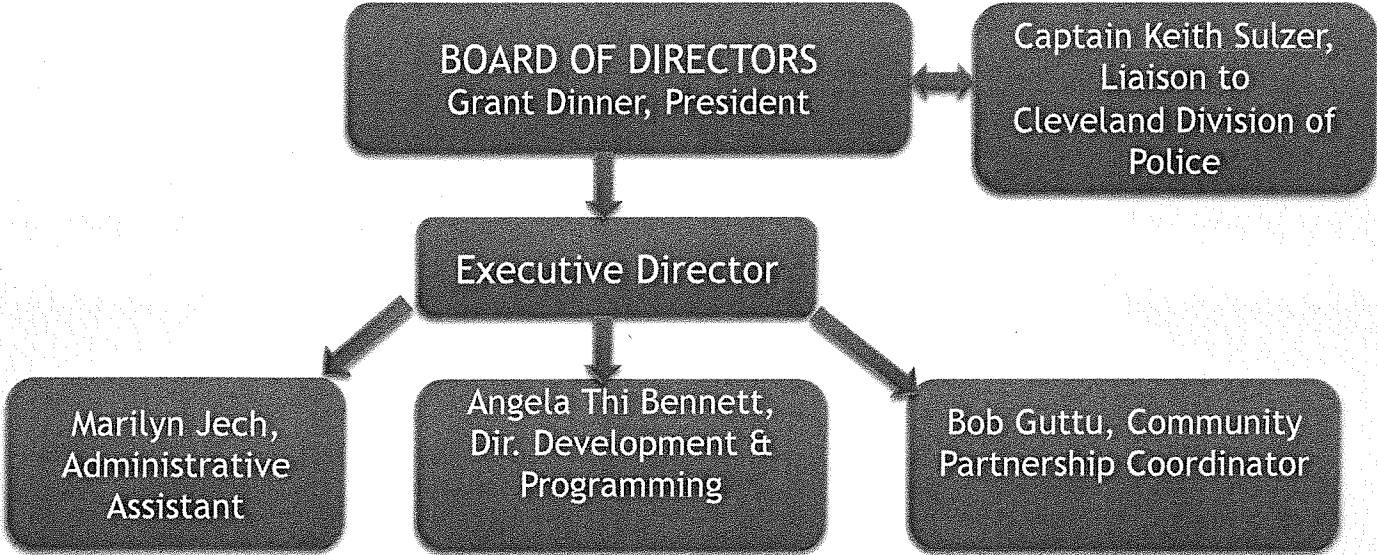 BOARD OF DIRECTORS
Grant Dinner, President
Captain Keith Sulzer,
Liaison to
Cleveland Division of
Police
Executive Director
Marilyn Jech,
Administrative
Assistant
Angela Thi Bennett,
Dir. Development &
Programming
Bob Guttu, Community
Partnership Coordinator